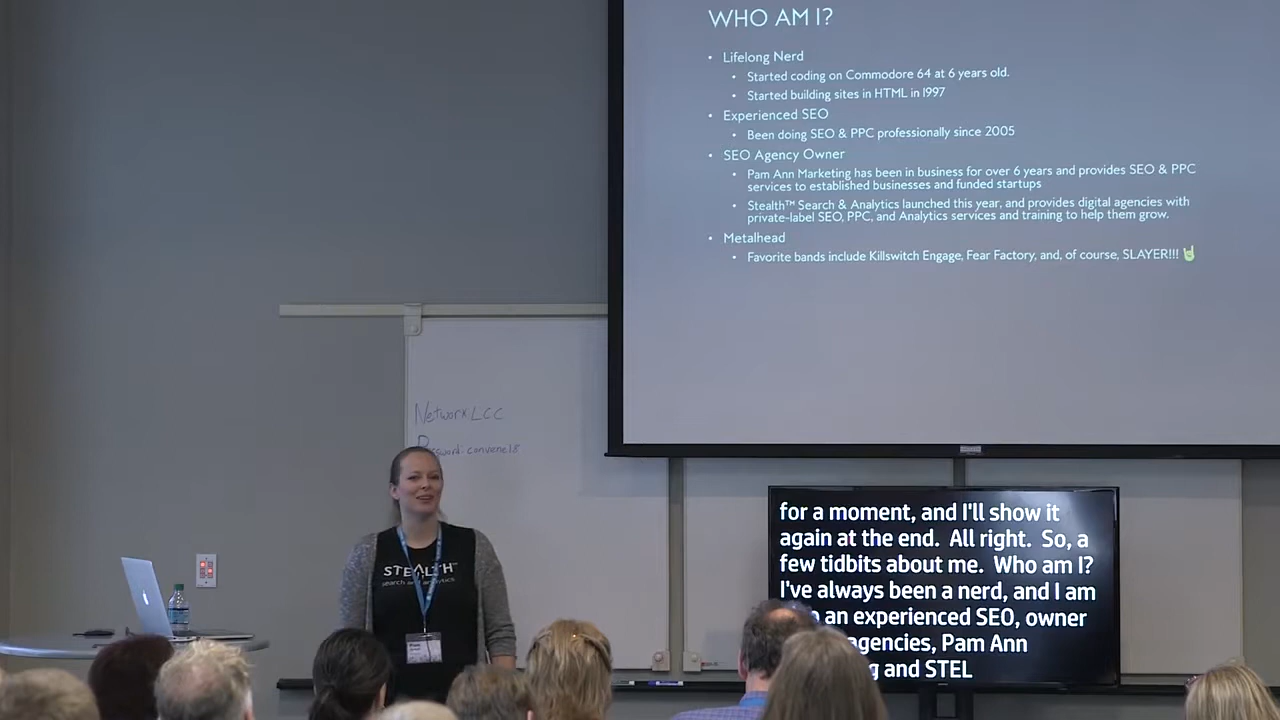 WHO AM I?
• Lifelong Nerd
• Started coding on Commodore 64 at 6 years old.
• Started building sites in HTML in 1997
• Experienced SEO
• Been doing SEO & PPC professionally since 2005
• SEO Agency Owner
• Pam Ann Marketing has been in business for over 6 years and provides SEO & PPC
services to established businesses and funded startups
• Stealth™ Search & Analytics launched this year, and provides digital agencies with
private-label SEO, PPC, and Analytics services and training to help them grow.
• Metalhead
• Favorite bands include Killswitch Engage, Fear Factory, and, of course, SLAYER!!! 🤘
Network: LCC
STEALTH™
search and analytics
for a moment, and I'll show it
again at the end. All right. So, a
few tidbits about me. Who am I?
I've always been a nerd, and I am
an experienced SEO, owner
agencies, Pam Ann
and STEL